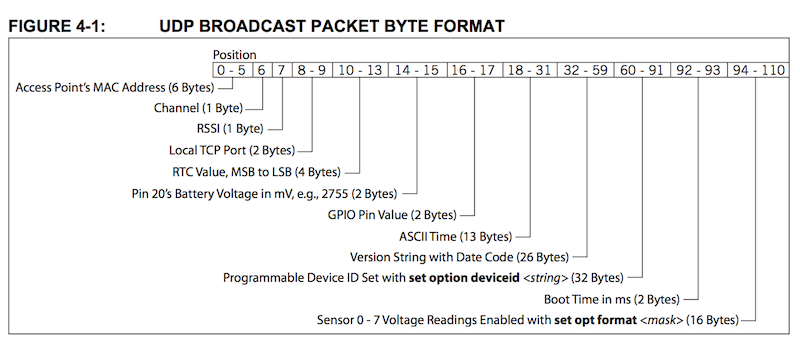 FIGURE 4-1: UDP BROADCAST PACKET BYTE FORMAT
Position
0 - 5 6 7 8 - 9 10 - 13 14 - 15 16 - 17 18 - 31 32 - 59 60 - 91 92 - 93 94 - 110
Access Point's MAC Address (6 Bytes)
Channel (1 Byte)
RSSI (1 Byte)
Local TCP Port (2 Bytes)
RTC Value, MSB to LSB (4 Bytes)
Pin 20's Battery Voltage in mV, e.g., 2755 (2 Bytes)
GPIO Pin Value (2 Bytes)
ASCII Time (13 Bytes)
Version String with Date Code (26 Bytes)
Programmable Device ID Set with set option deviceid <string> (32 Bytes)
Boot Time in ms (2 Bytes)
Sensor 0 - 7 Voltage Readings Enabled with set opt format <mask> (16 Bytes)